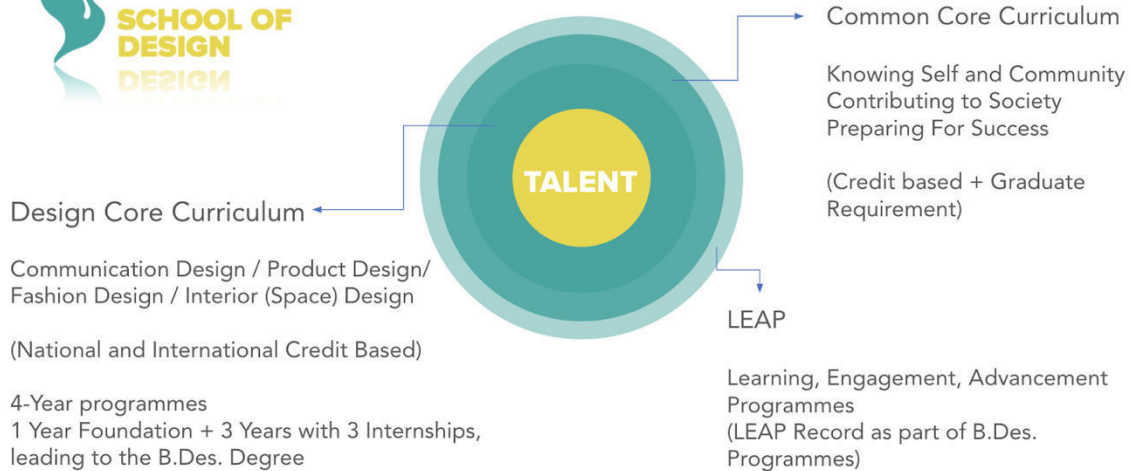 SCHOOL OF
DESIGN
Common Core Curriculum
Knowing Self and Community
Contributing to Society
Preparing For Success
(Credit based + Graduate
Requirement)
TALENT
Design Core Curriculum
Communication Design / Product Design/
Fashion Design / Interior (Space) Design
(National and International Credit Based)
4-Year programmes
1 Year Foundation + 3 Years with 3 Internships,
leading to the B.Des. Degree
LEAP
Learning, Engagement, Advancement
Programmes
(LEAP Record as part of B.Des.
Programmes)